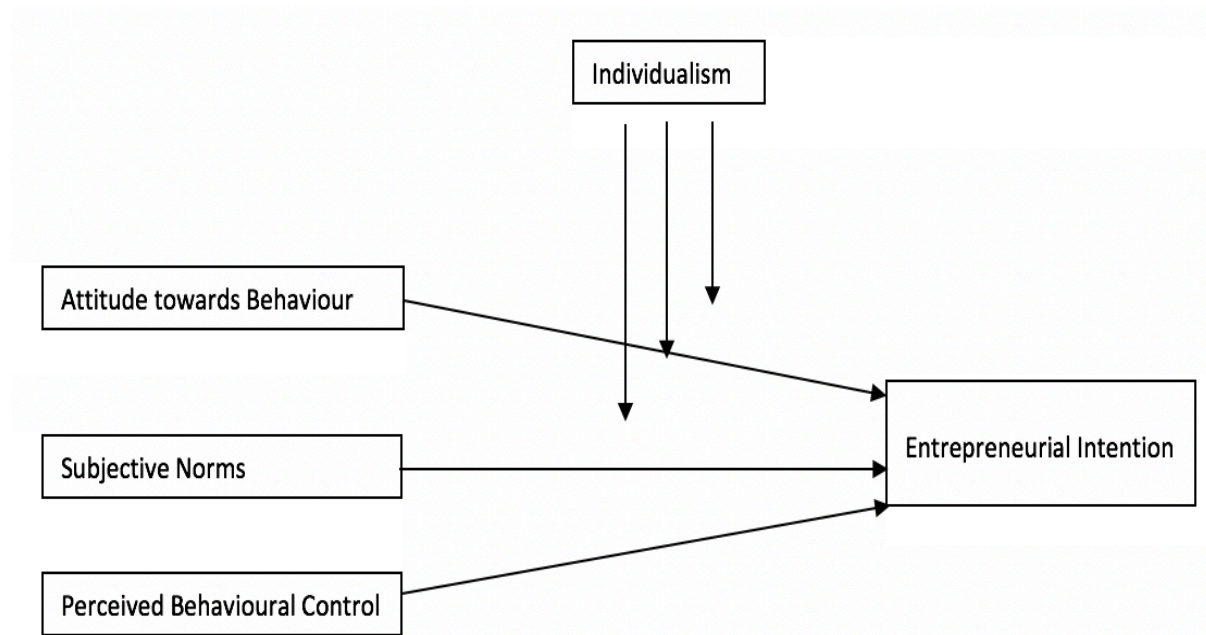 Individualism
Attitude towards Behaviour
Subjective Norms
Entrepreneurial Intention
Perceived Behavioural Control